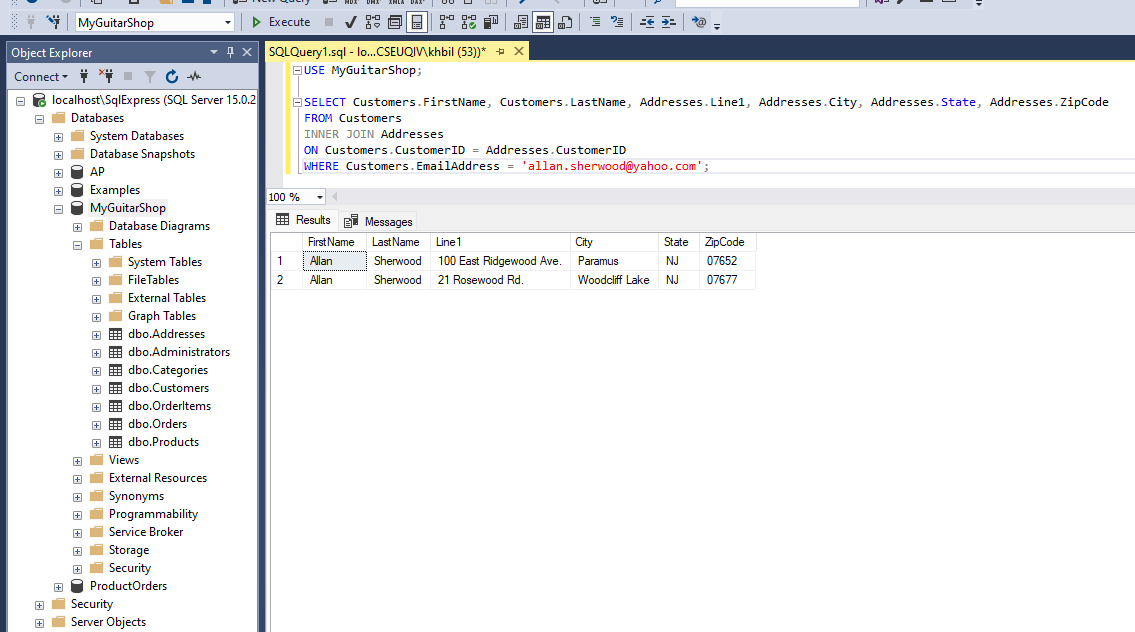 MyGuitarShop
Execute
Object Explorer
Connect
localhost\SqlExpress (SQL Server 15.0.2
Databases
System Databases
Database Snapshots
AP
Examples
MyGuitarShop
Database Diagrams
Tables
System Tables
FileTables
External Tables
Graph Tables
dbo.Addresses
dbo.Administrators
dbo.Categories
dbo.Customers
dbo.OrderItems
dbo.Orders
dbo.Products
Views
External Resources
Synonyms
Programmability
Service Broker
Storage
Security
ProductOrders
Security
Server Objects
SQLQuery1.sql - lo...CSEUQIV\khbil (53))*
USE MyGuitarShop;
SELECT Customers.FirstName, Customers.LastName, Addresses.Line1, Addresses.City, Addresses.State, Addresses.ZipCode
FROM Customers
INNER JOIN Addresses
ON Customers.CustomerID = Addresses.CustomerID
WHERE Customers.EmailAddress = 'allan.sherwood@yahoo.com';
100 %
Results Messages
FirstName LastName Line1 City State ZipCode
1 Allan Sherwood 100 East Ridgewood Ave. Paramus NJ 07652
2 Allan Sherwood 21 Rosewood Rd. Woodcliff Lake NJ 07677